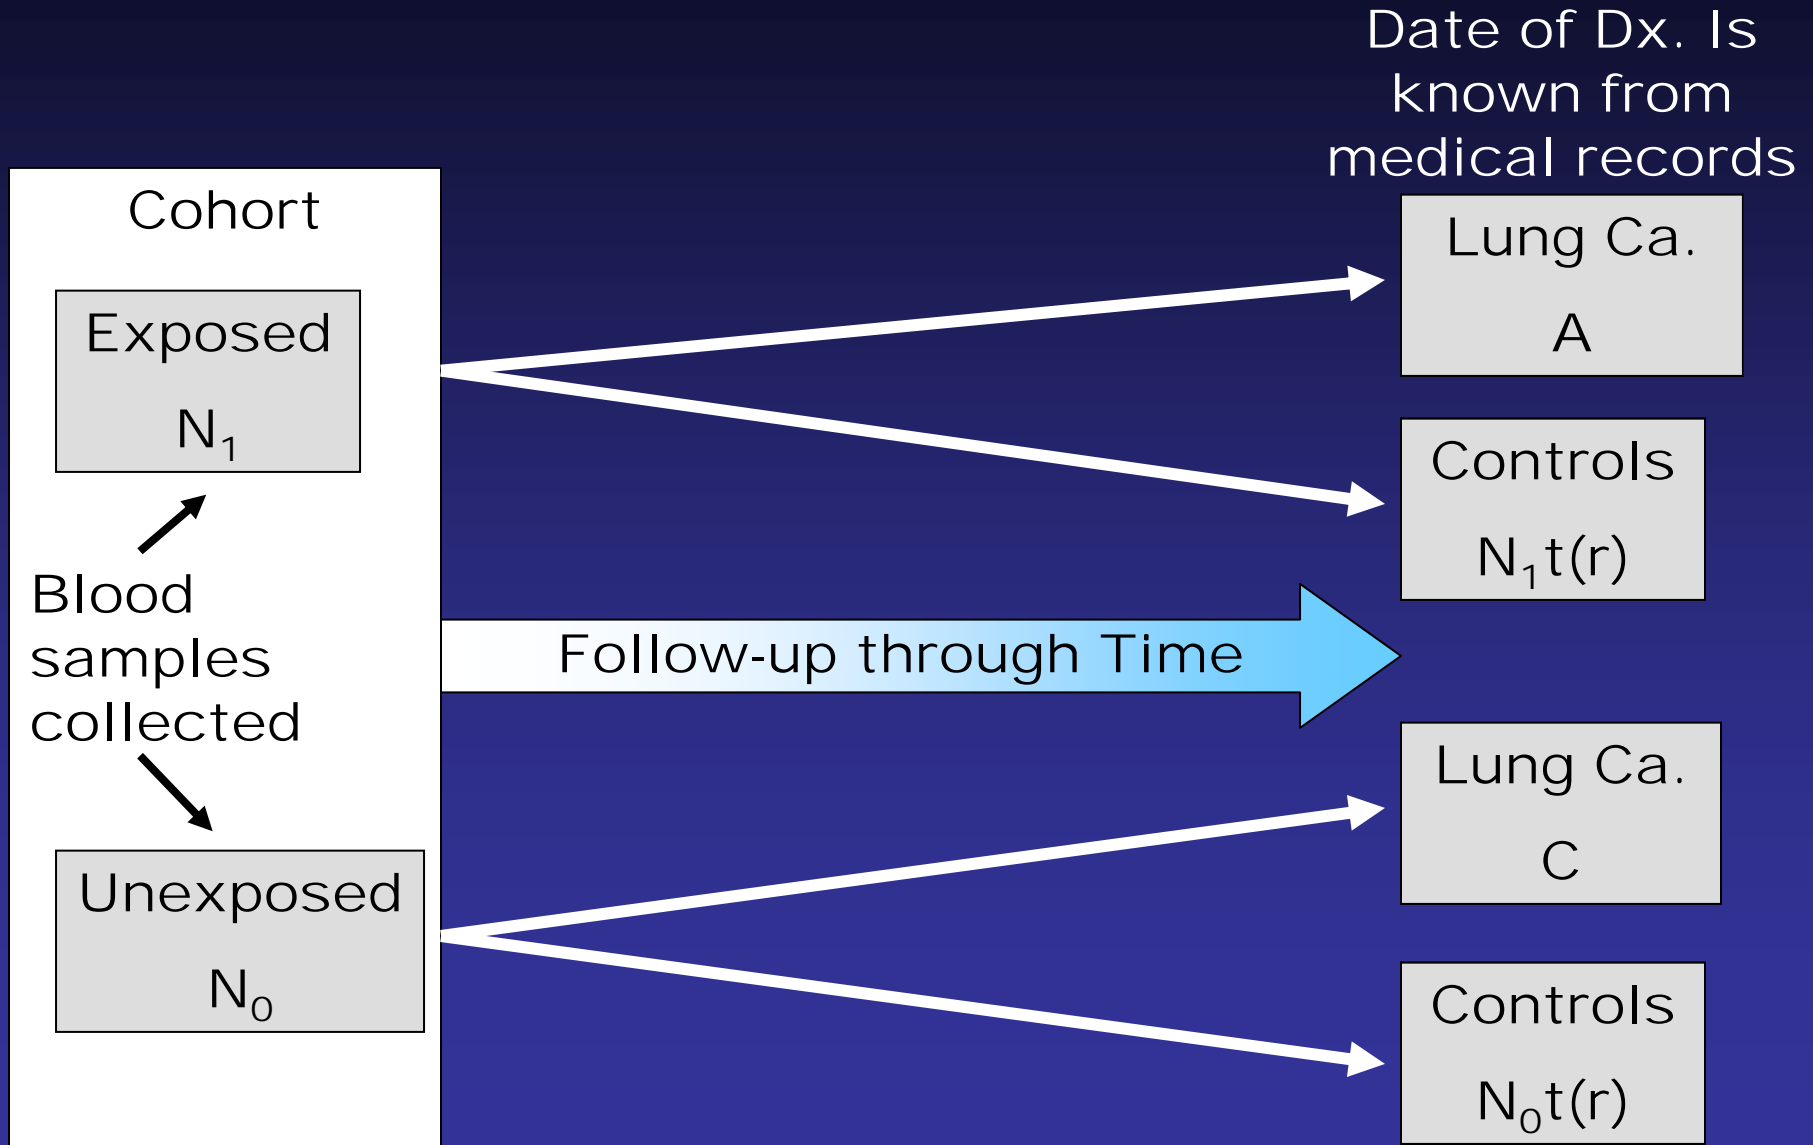 Date of Dx. Is
known from
medical records
Cohort
Exposed
N₁
Blood
samples
collected
Unexposed
N₀
Follow-up through Time
Lung Ca.
A
Controls
N₁t(r)
Lung Ca.
C
Controls
N₀t(r)